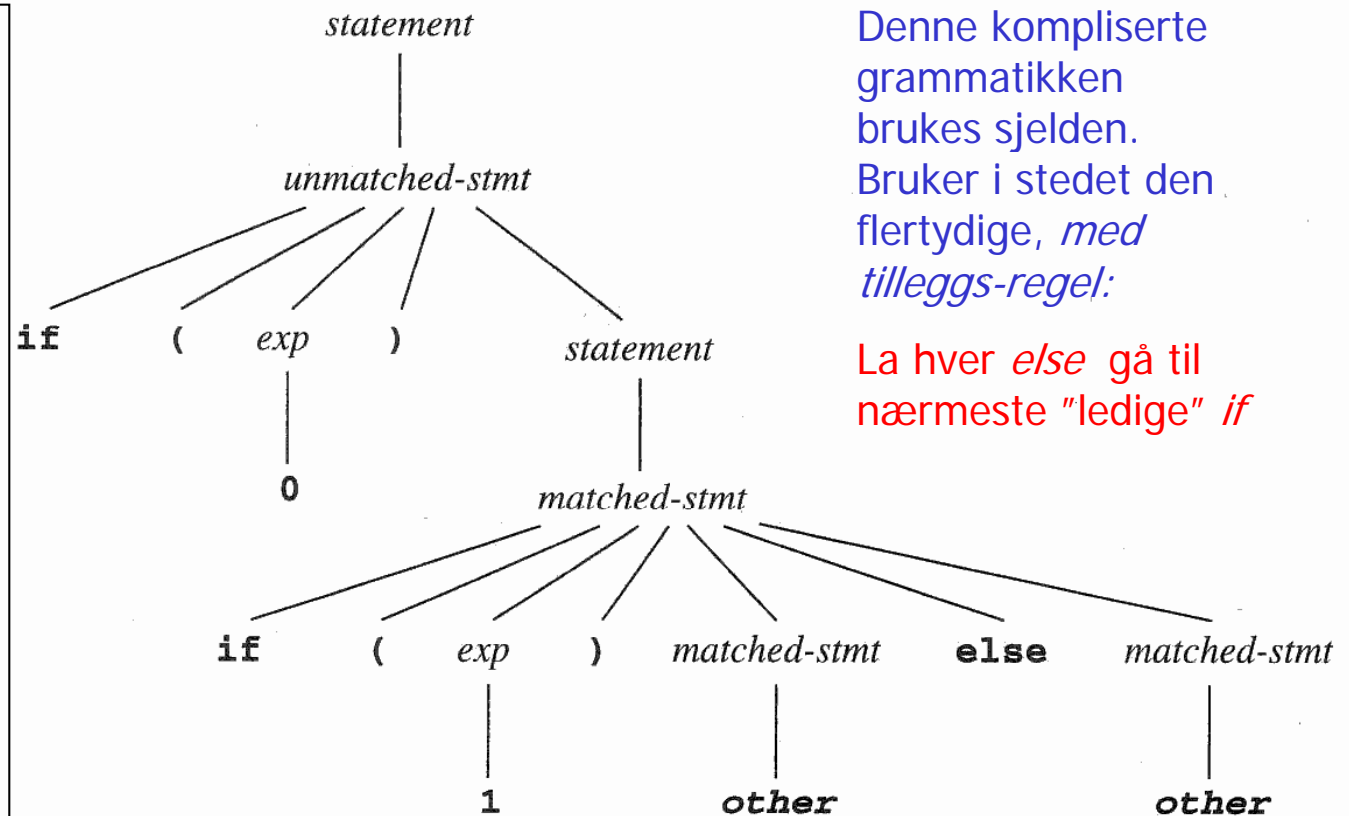 statement
Denne kompliserte
grammatikken
brukes sjelden.
Bruker i stedet den
flertydige, med
tilleggs-regel:
La hver else gå til
nærmeste "ledige" if
unmatched-stmt
if ( exp ) statement
0
matched-stmt
if ( exp ) matched-stmt else matched-stmt
1 other other